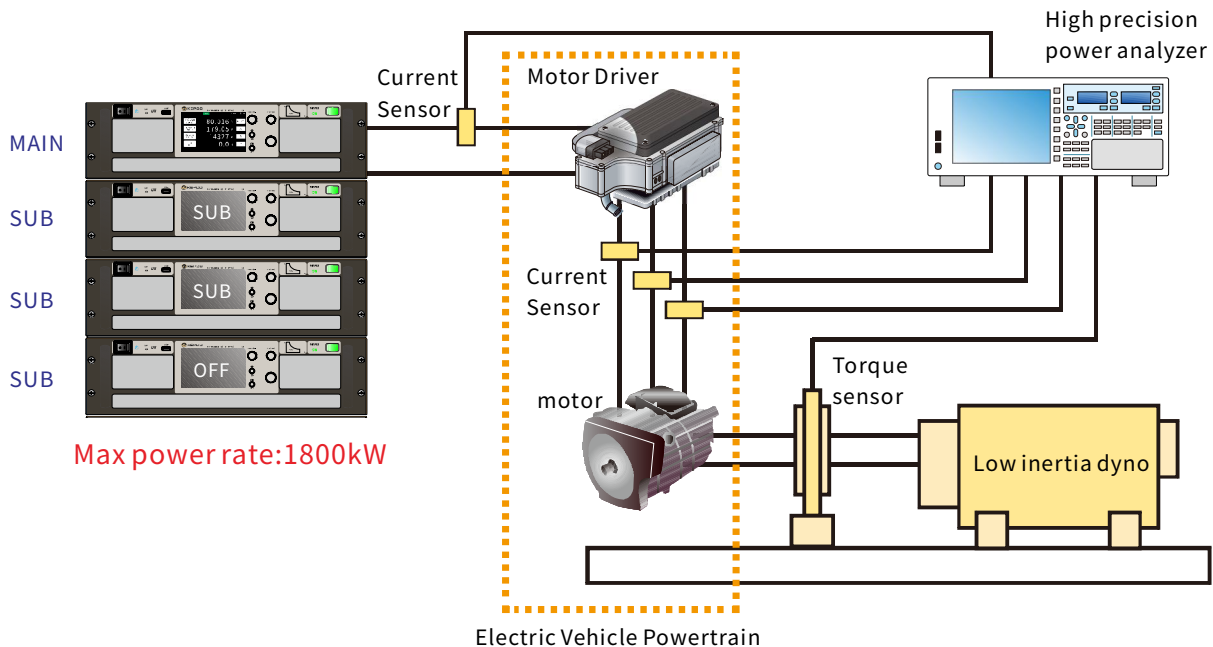 High precision
power analyzer
Current
Sensor
Motor Driver
MAIN
SUB
SUB
SUB
SUB
SUB
OFF
Current
Sensor
Torque
sensor
motor
Max power rate:1800kW
Low inertia dyno
Electric Vehicle Powertrain